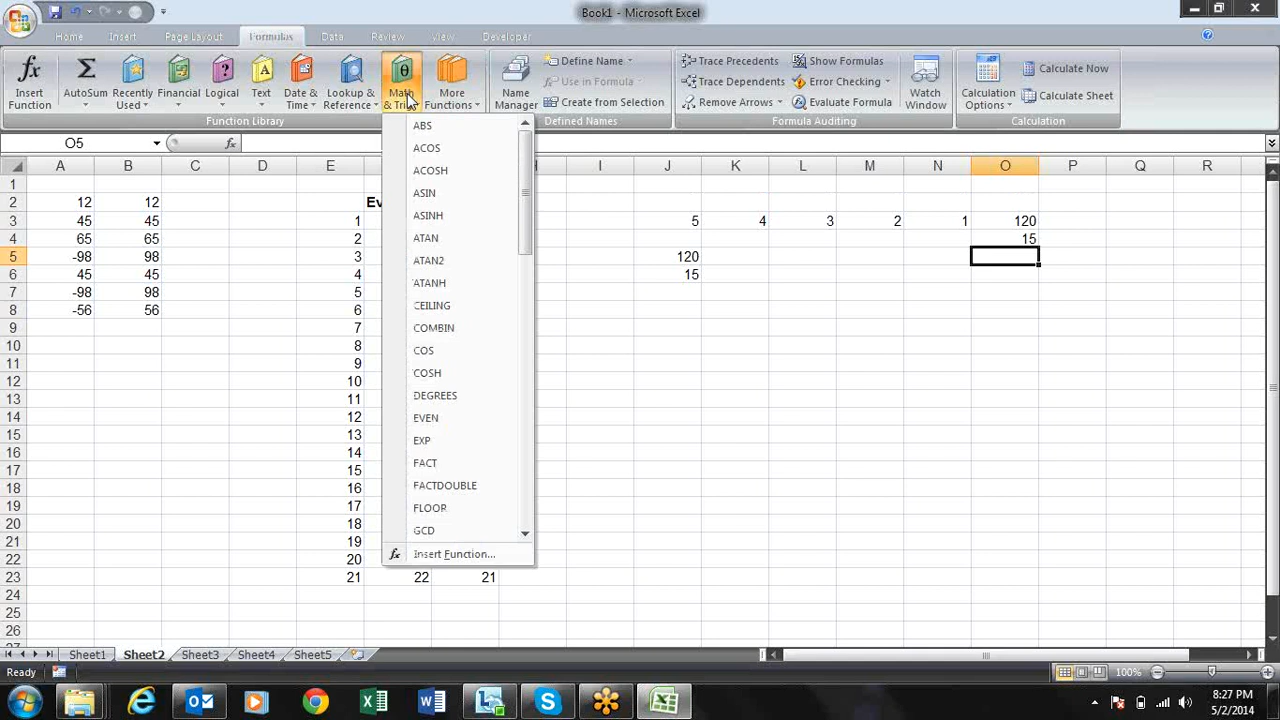 Book1 - Microsoft Excel
Home Insert Page Layout Formulas Data Review View Developer
Insert Function
AutoSum
Recently Used
Financial
Logical
Text
Date & Time
Lookup & Reference
Math & Trig
More Functions
Function Library
Name Manager
Define Name
Use in Formula
Create from Selection
Defined Names
Trace Precedents
Trace Dependents
Remove Arrows
Show Formulas
Error Checking
Evaluate Formula
Formula Auditing
Watch Window
Calculation Options
Calculate Now
Calculate Sheet
Calculation
O5 fx
A B C D E H I J K L M N O P Q R
1
2 12 12 Ev
3 45 45 1 5 4 3 2 1 120
4 65 65 2 15
5 -98 98 3 120
6 45 45 4 15
7 -98 98 5
8 -56 56 6
9 7
10 8
11 9
12 10
13 11
14 12
15 13
16 14
17 15
18 16
19 17
20 18
21 19
22 20
23 21 22 21
24
25
26
27
ABS
ACOS
ACOSH
ASIN
ASINH
ATAN
ATAN2
ATANH
CEILING
COMBIN
COS
COSH
DEGREES
EVEN
EXP
FACT
FACTDOUBLE
FLOOR
GCD
fx Insert Function...
Sheet1 Sheet2 Sheet3 Sheet4 Sheet5
Ready 100%
8:27 PM
5/2/2014